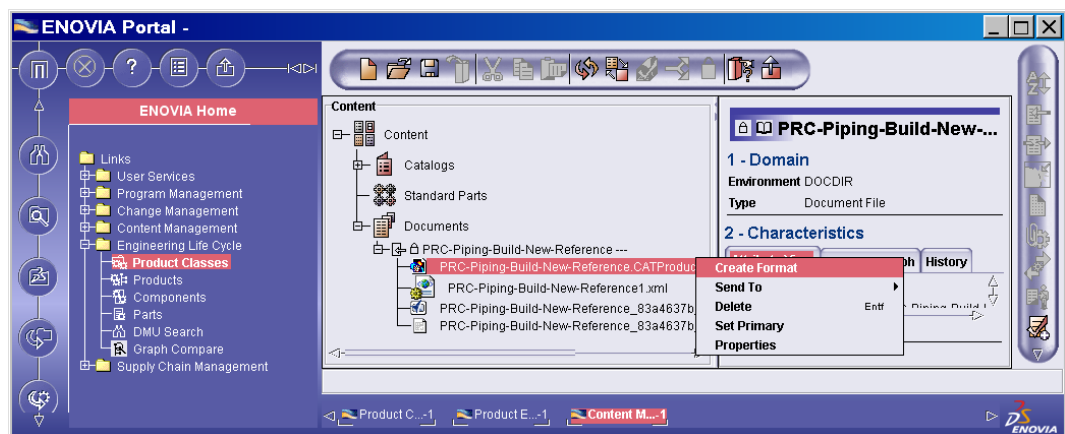 ENOVIA Portal -
ENOVIA Home
Links
User Services
Program Management
Change Management
Content Management
Engineering Life Cycle
Product Classes
Products
Components
Parts
DMU Search
Graph Compare
Supply Chain Management
Content
Content
Catalogs
Standard Parts
Documents
PRC-Piping-Build-New-Reference ---
PRC-Piping-Build-New-Reference.CATProduc
PRC-Piping-Build-New-Reference1.xml
PRC-Piping-Build-New-Reference_83a4637b
PRC-Piping-Build-New-Reference_83a4637b
PRC-Piping-Build-New-...
1 - Domain
Environment DOCDIR
Type Document File
2 - Characteristics
ph History
Create Format
Send To
Delete Entf
Set Primary
Properties
Product C...-1
Product E...-1
Content M...-1
ENOVIA